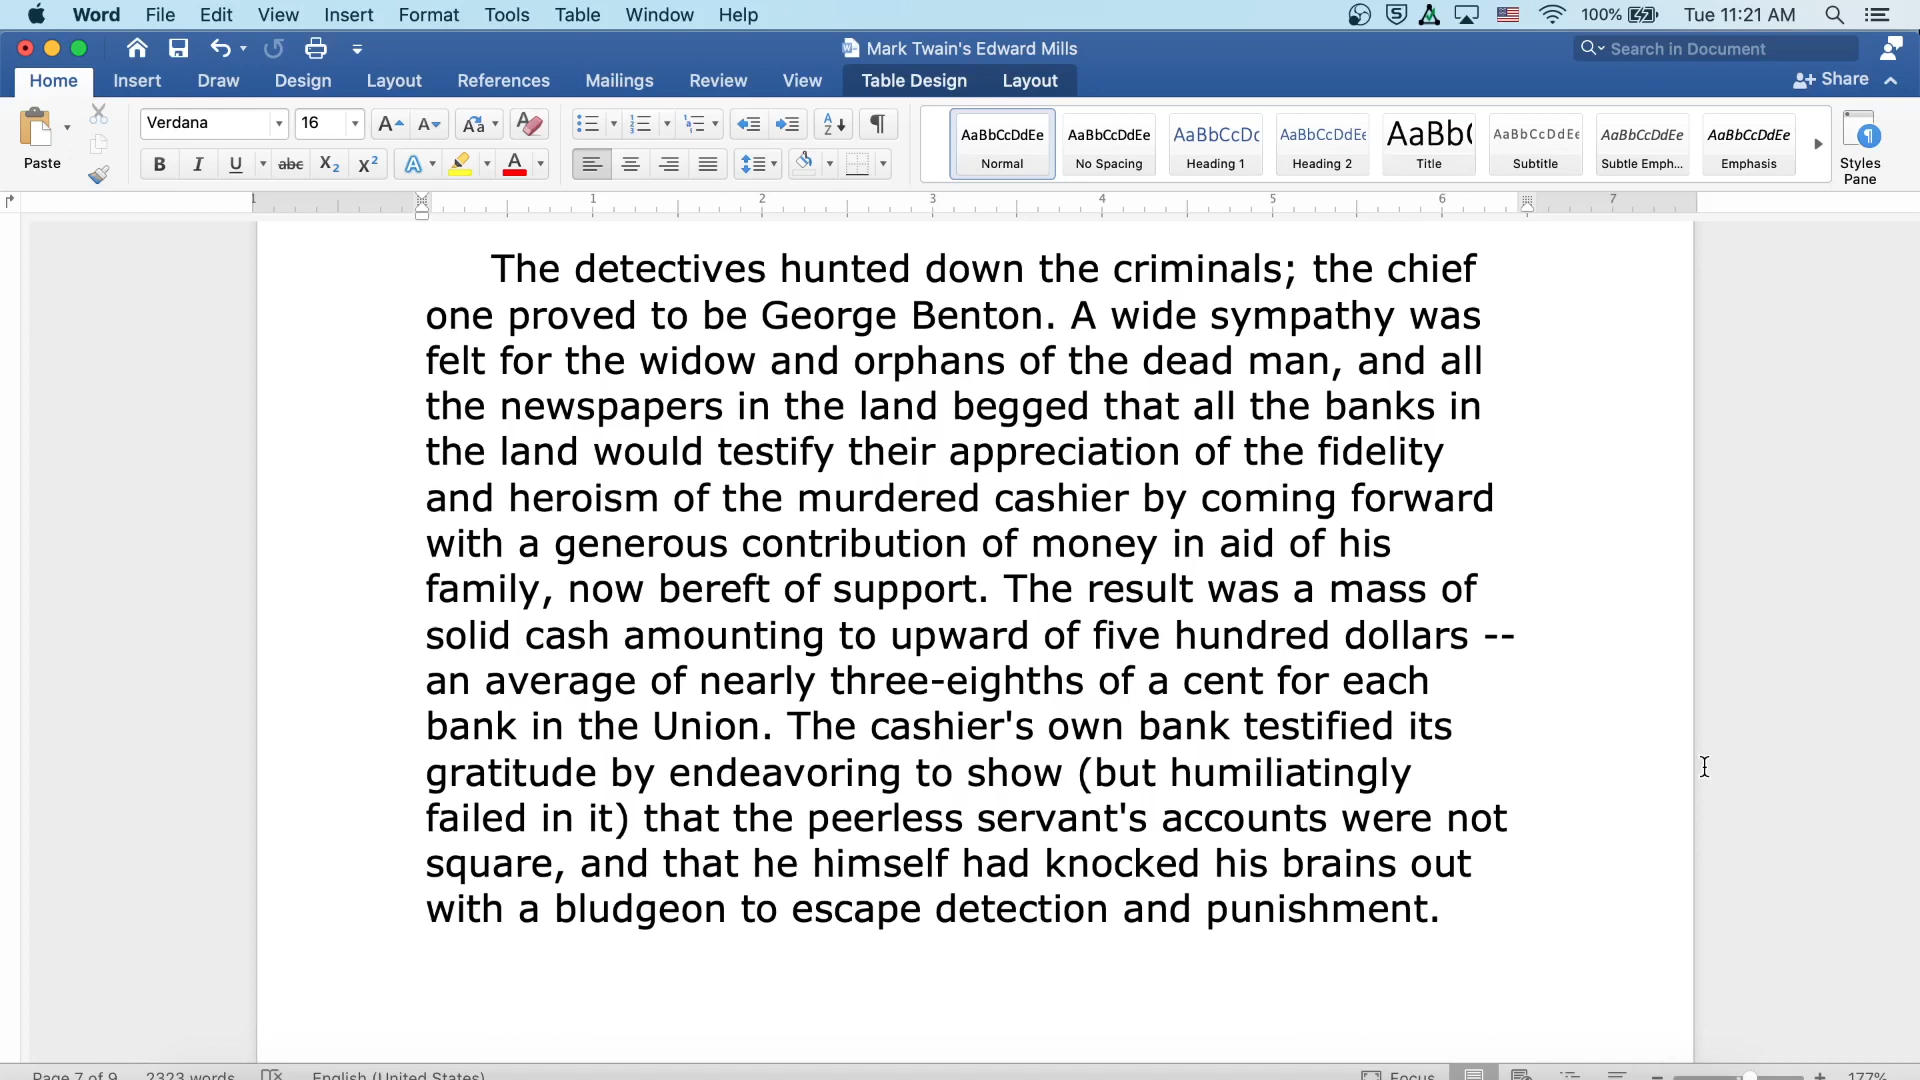 Word File Edit View Insert Format Tools Table Window Help 100% Tue 11:21 AM
Mark Twain's Edward Mills Search in Document
Home Insert Draw Design Layout References Mailings Review View Table Design Layout Share
Verdana 16
AaBbCcDdEe AaBbCcDdEe AaBbCcDc AaBbCcDdEe AaBb( AaBbCcDdEe AaBbCcDdEe AaBbCcDdEe
Paste B I U abc X₂ X² A A Normal No Spacing Heading 1 Heading 2 Title Subtitle Subtle Emph... Emphasis Styles
Pane
1 1 2 3 4 5 6 7
The detectives hunted down the criminals; the chief
one proved to be George Benton. A wide sympathy was
felt for the widow and orphans of the dead man, and all
the newspapers in the land begged that all the banks in
the land would testify their appreciation of the fidelity
and heroism of the murdered cashier by coming forward
with a generous contribution of money in aid of his
family, now bereft of support. The result was a mass of
solid cash amounting to upward of five hundred dollars --
an average of nearly three-eighths of a cent for each
bank in the Union. The cashier's own bank testified its
gratitude by endeavoring to show (but humiliatingly
failed in it) that the peerless servant's accounts were not
square, and that he himself had knocked his brains out
with a bludgeon to escape detection and punishment.
Page 7 of 9 2323 words English (United States) Focus 177%